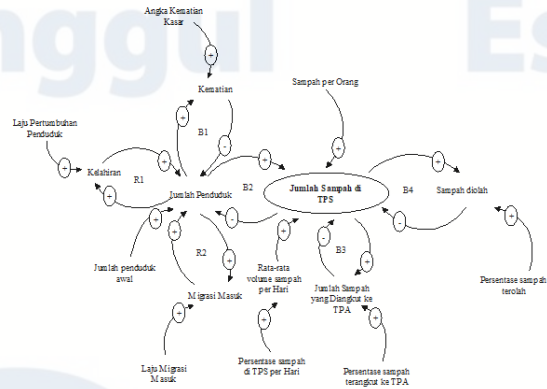 nggul
Es
Angka Kematian
Kasar
+
Kematian
Sampah per Orang
+
-
B1
Laju Pertumbuhan
Penduduk
+
+
Kelahiran
+
R1
+
+
Jumlah Penduduk
B2
-
Jumlah Sampah di
TPS
+
B4
-
Sampah diolah
+
+
+
R2
+
+
-
B3
+
Jumlah penduduk
awal
Migrasi Masuk
Rata-rata
volume sampah
per Hari
Jumlah Sampah
yang Diangkut ke
TPA
Persentase sampah
terolah
+
+
+
Laju Migrasi
Masuk
Persentase sampah
di TPS per Hari
Persentase sampah
terangkut ke TPA